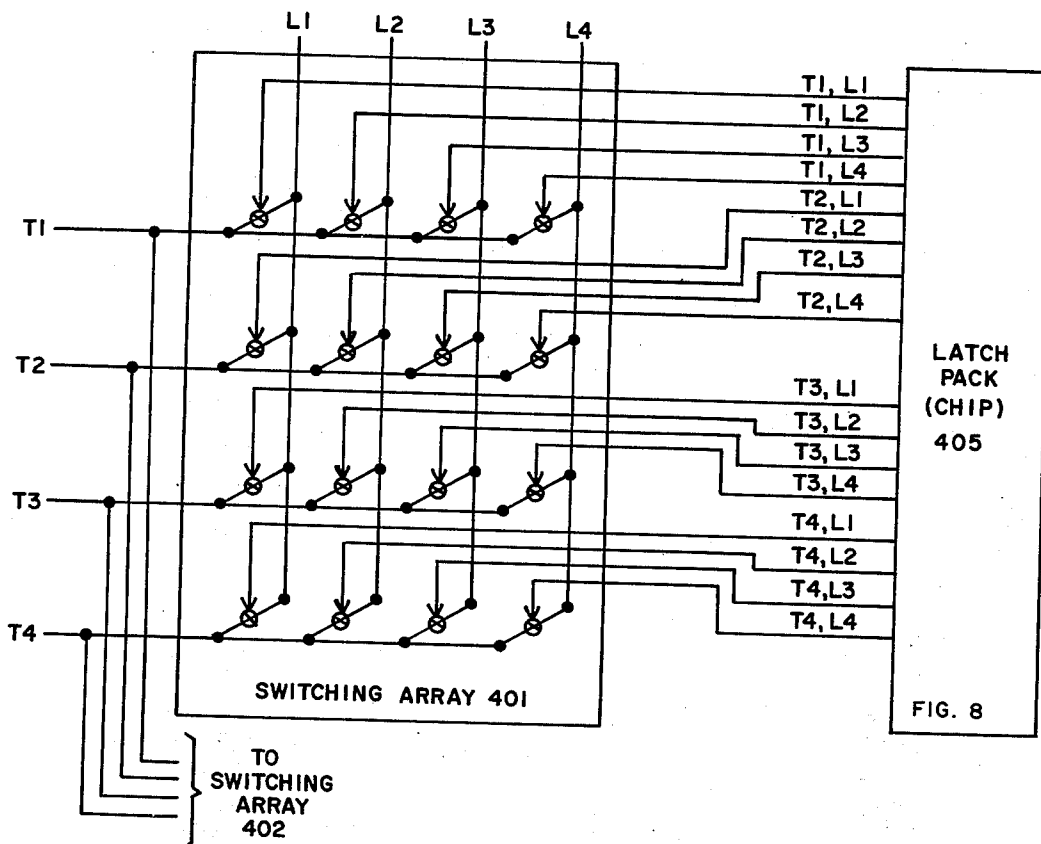 L1 L2 L3 L4
T1, L1
T1, L2
T1, L3
T1, L4
T2, L1
T2, L2
T2, L3
T2, L4
T3, L1
T3, L2
T3, L3
T3, L4
T4, L1
T4, L2
T4, L3
T4, L4
T1
T2
T3
T4
LATCH
PACK
(CHIP)
405
FIG. 8
SWITCHING ARRAY 401
TO
SWITCHING
ARRAY
402